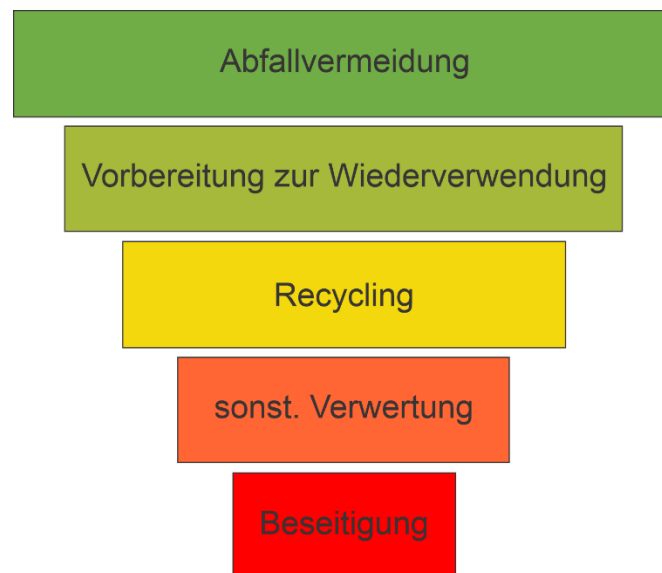 Abfallvermeidung
Vorbereitung zur Wiederverwendung
Recycling
sonst. Verwertung
Beseitigung